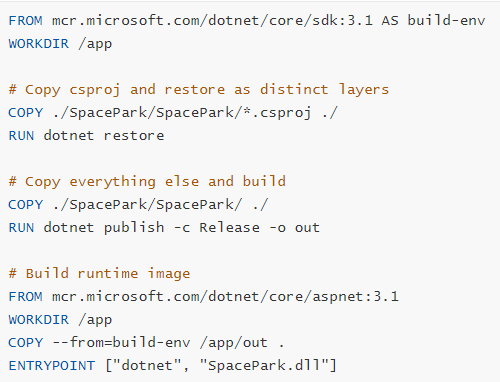 FROM mcr.microsoft.com/dotnet/core/sdk:3.1 AS build-env
WORKDIR /app
# Copy csproj and restore as distinct layers
COPY ./SpacePark/SpacePark/*.csproj ./
RUN dotnet restore
# Copy everything else and build
COPY ./SpacePark/SpacePark/ ./
RUN dotnet publish -c Release -o out
# Build runtime image
FROM mcr.microsoft.com/dotnet/core/aspnet:3.1
WORKDIR /app
COPY --from=build-env /app/out .
ENTRYPOINT ["dotnet", "SpacePark.dll"]